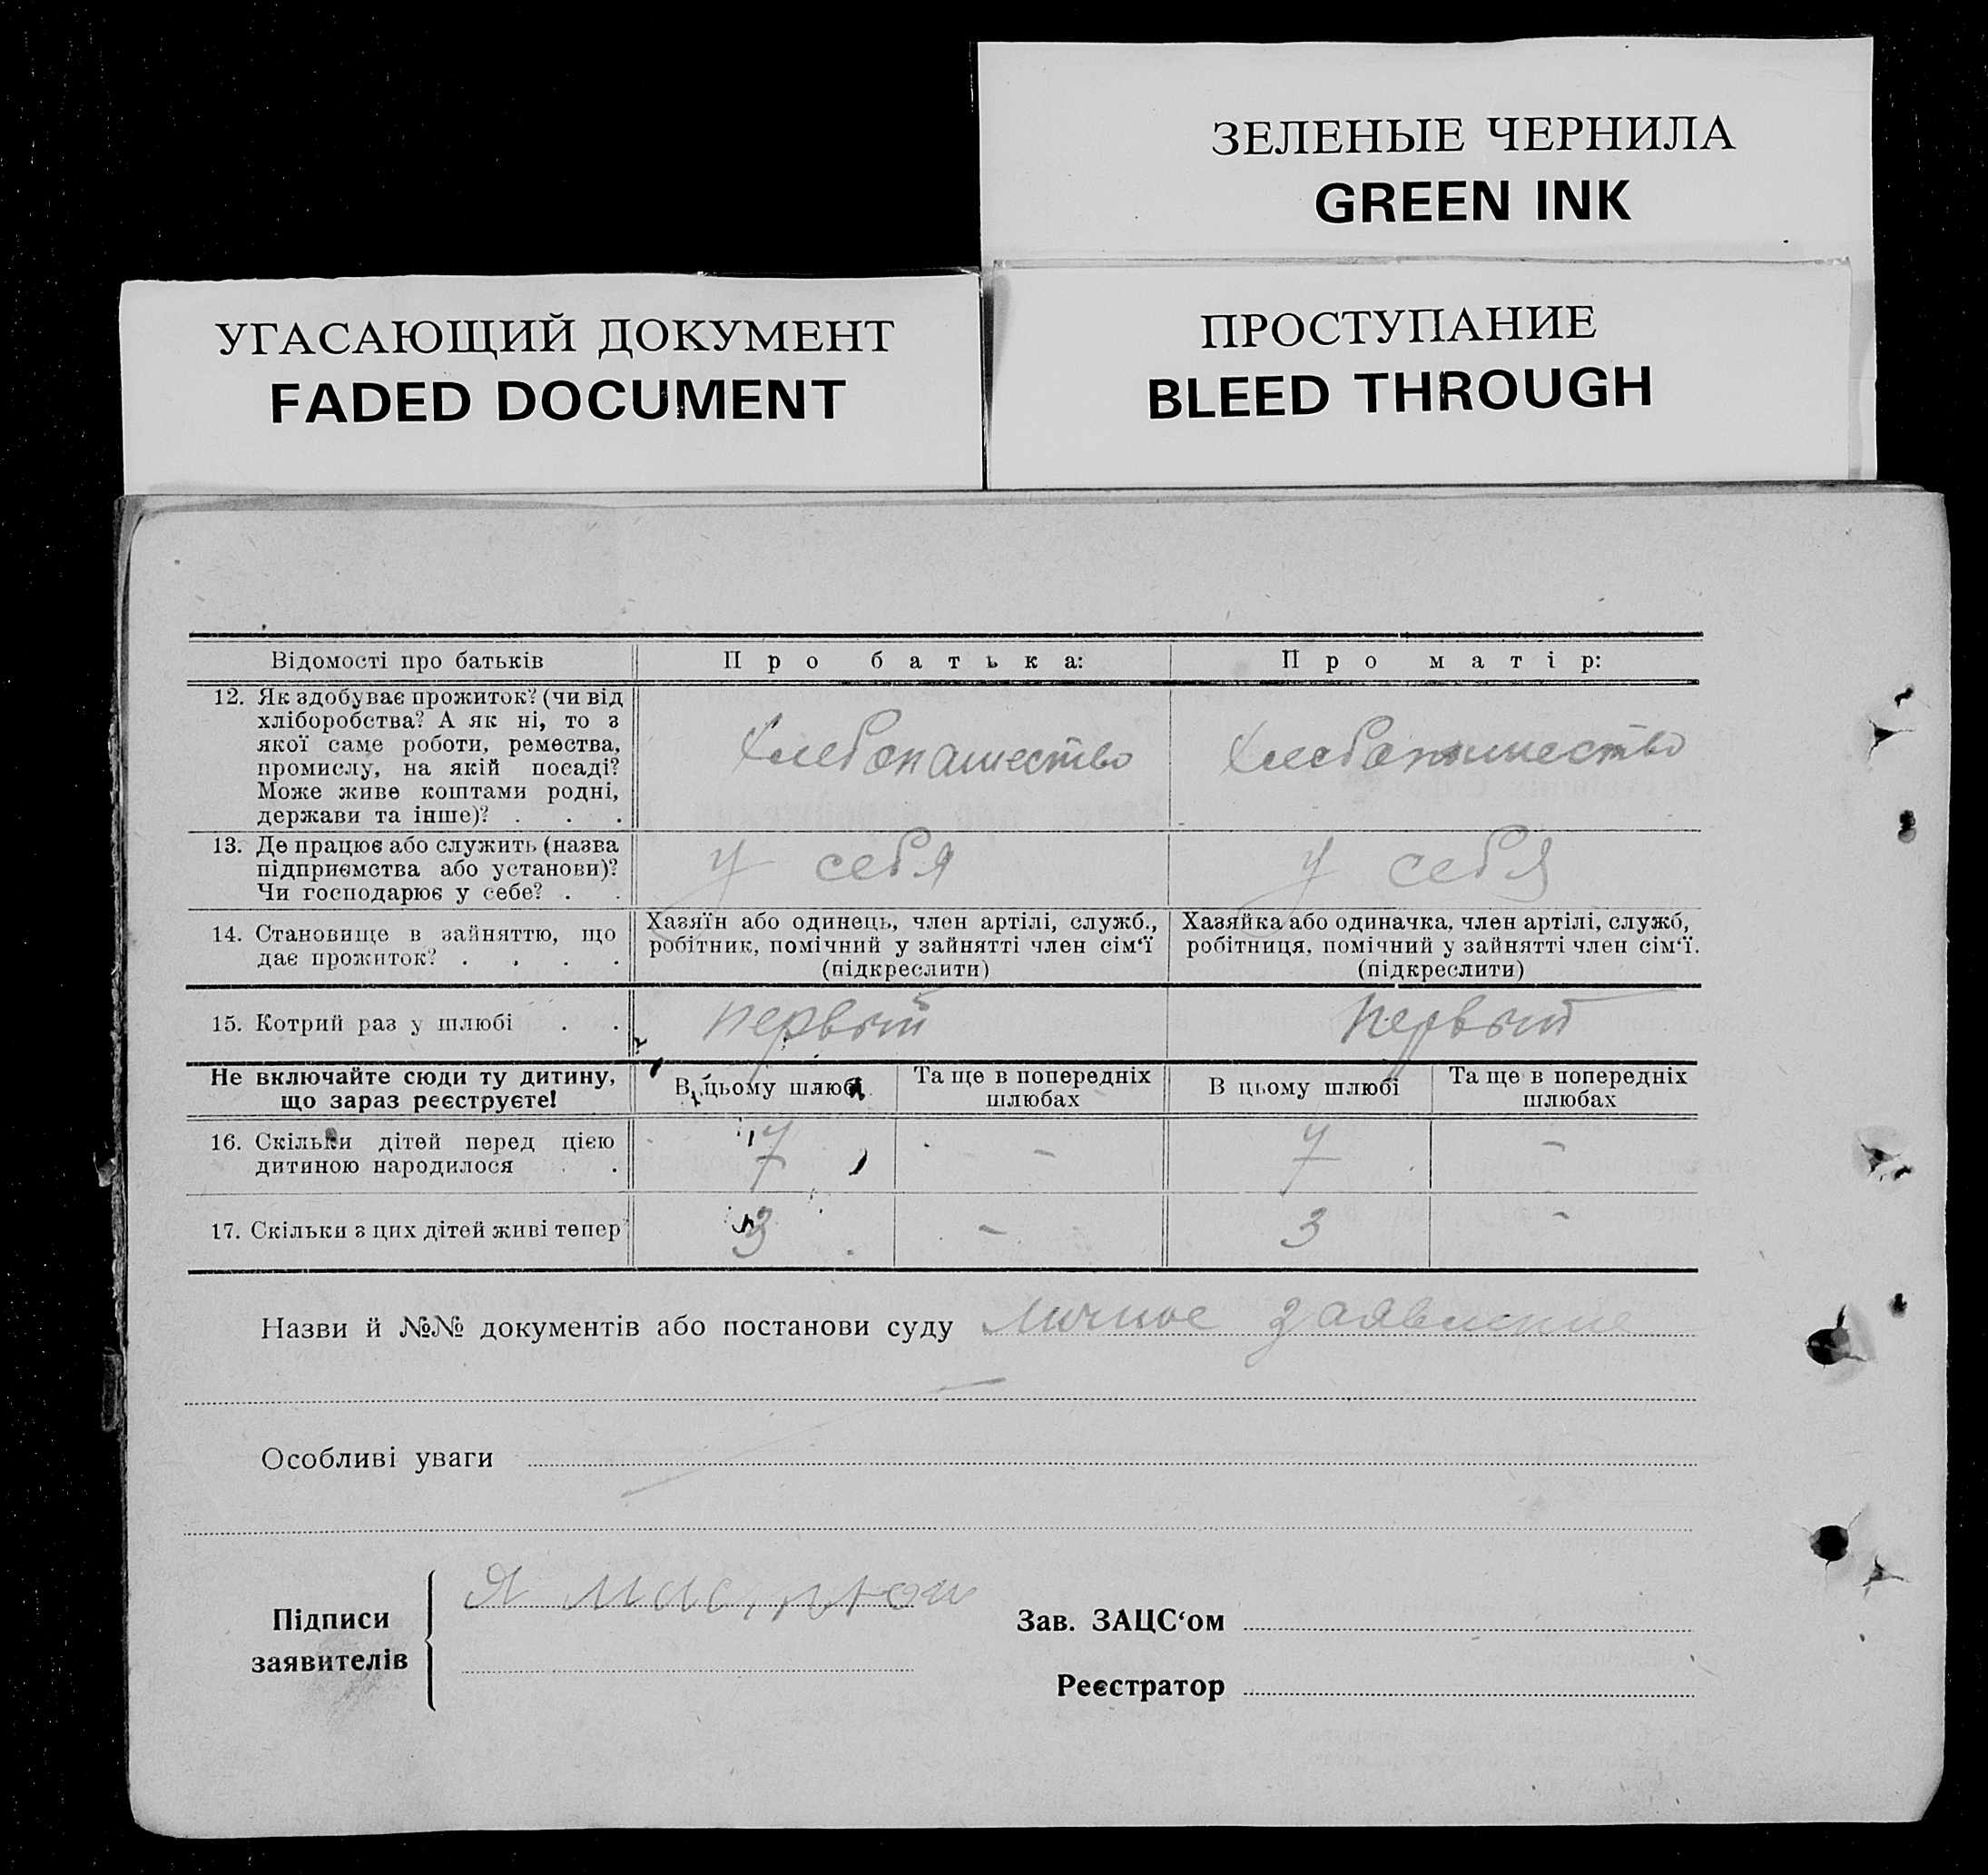 ЗЕЛЕНЫЕ ЧЕРНИЛА
GREEN INK
УГАСАЮЩИЙ ДОКУМЕНТ
FADED DOCUMENT
ПРОСТУПАНИЕ
BLEED THROUGH
Відомості про батьків
Про батька:
Про матір:
12. Як здобуває прожиток? (чи від
хліборобства? А як ні, то з
якої саме роботи, ремества,
промислу, на якій посаді?
Може живе коштами родні,
держави та інше)? . . .
Хлебопашество
Хлебопашество
13. Де працює або служить (назва
підприємства або установи)?
Чи господарює у себе? . .
у себя
у себя
14. Становище в зайняттю, що
дає прожиток? . . . .
Хазяїн або одинець, член артілі, служб.,
робітник, помічний у зайнятті член сім‘ї
(підкреслити)
Хазяйка або одиначка, член артілі, служб,
робітниця, помічний у зайнятті член сім‘ї.
(підкреслити)
15. Котрий раз у шлюбі . .
первый
первый
Не включайте сюди ту дитину,
що зараз реєструєте!
В цьому шлюбі
Та ще в попередніх
шлюбах
В цьому шлюбі
Та ще в попередніх
шлюбах
16. Скільки дітей перед цією
дитиною народилося . .
7
- -
7
-
17. Скільки з цих дітей живі тепер
3
-
3
-
Назви й №№ документів або постанови суду личное заявление
Особливі уваги
Підписи
заявителів
Зав. ЗАЦС‘ом
Реєстратор